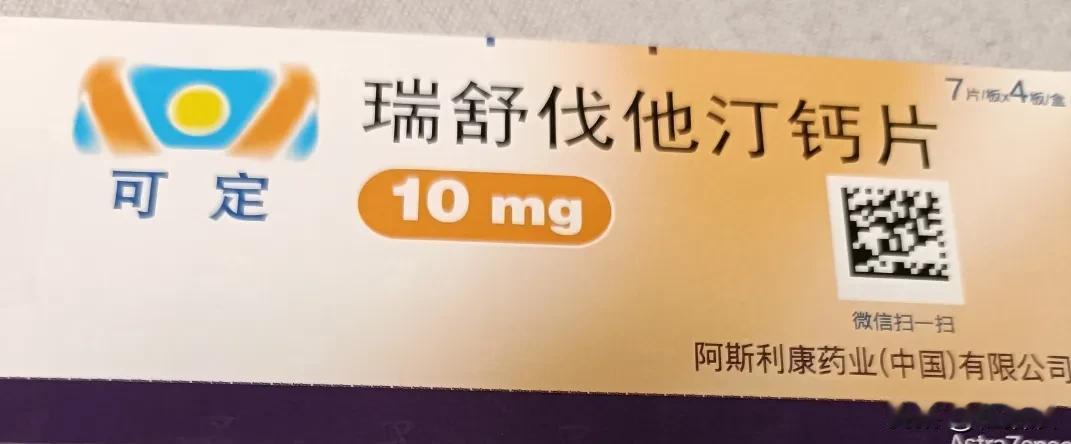 瑞舒伐他汀钙片
7片/板x4板/盒
可定
10 mg
微信扫一扫
阿斯利康药业(中国)有限公司